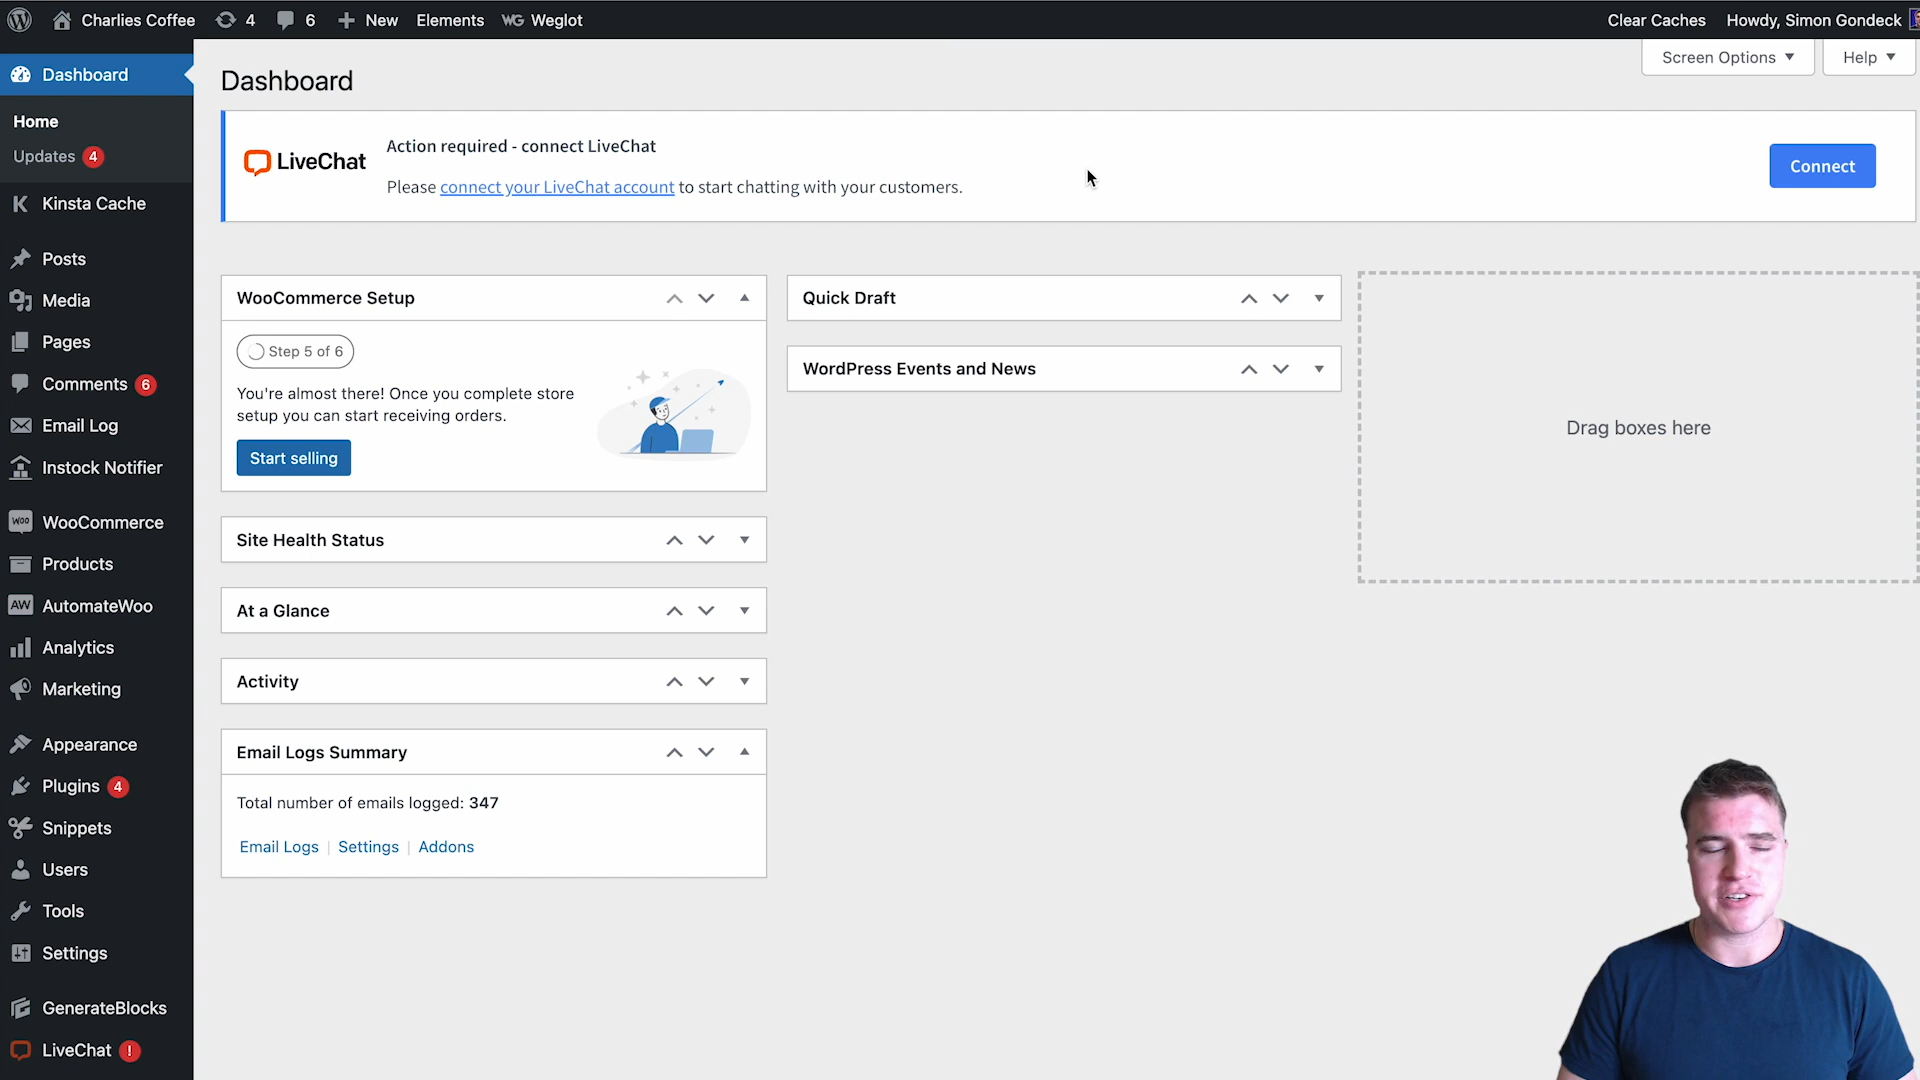 Charlies Coffee
4
6
New
Elements
WG Weglot
Clear Caches
Howdy, Simon Gondeck
Dashboard
Home
Updates 4
K Kinsta Cache
Posts
Media
Pages
Comments 6
Email Log
Instock Notifier
Woo WooCommerce
Products
AW AutomateWoo
Analytics
Marketing
Appearance
Plugins 4
Snippets
Users
Tools
Settings
GenerateBlocks
LiveChat !
Screen Options
Help
Dashboard
LiveChat
Action required - connect LiveChat
Please connect your LiveChat account to start chatting with your customers.
Connect
WooCommerce Setup
Step 5 of 6
You're almost there! Once you complete store
setup you can start receiving orders.
Start selling
Site Health Status
At a Glance
Activity
Email Logs Summary
Total number of emails logged: 347
Email Logs | Settings | Addons
Quick Draft
WordPress Events and News
Drag boxes here